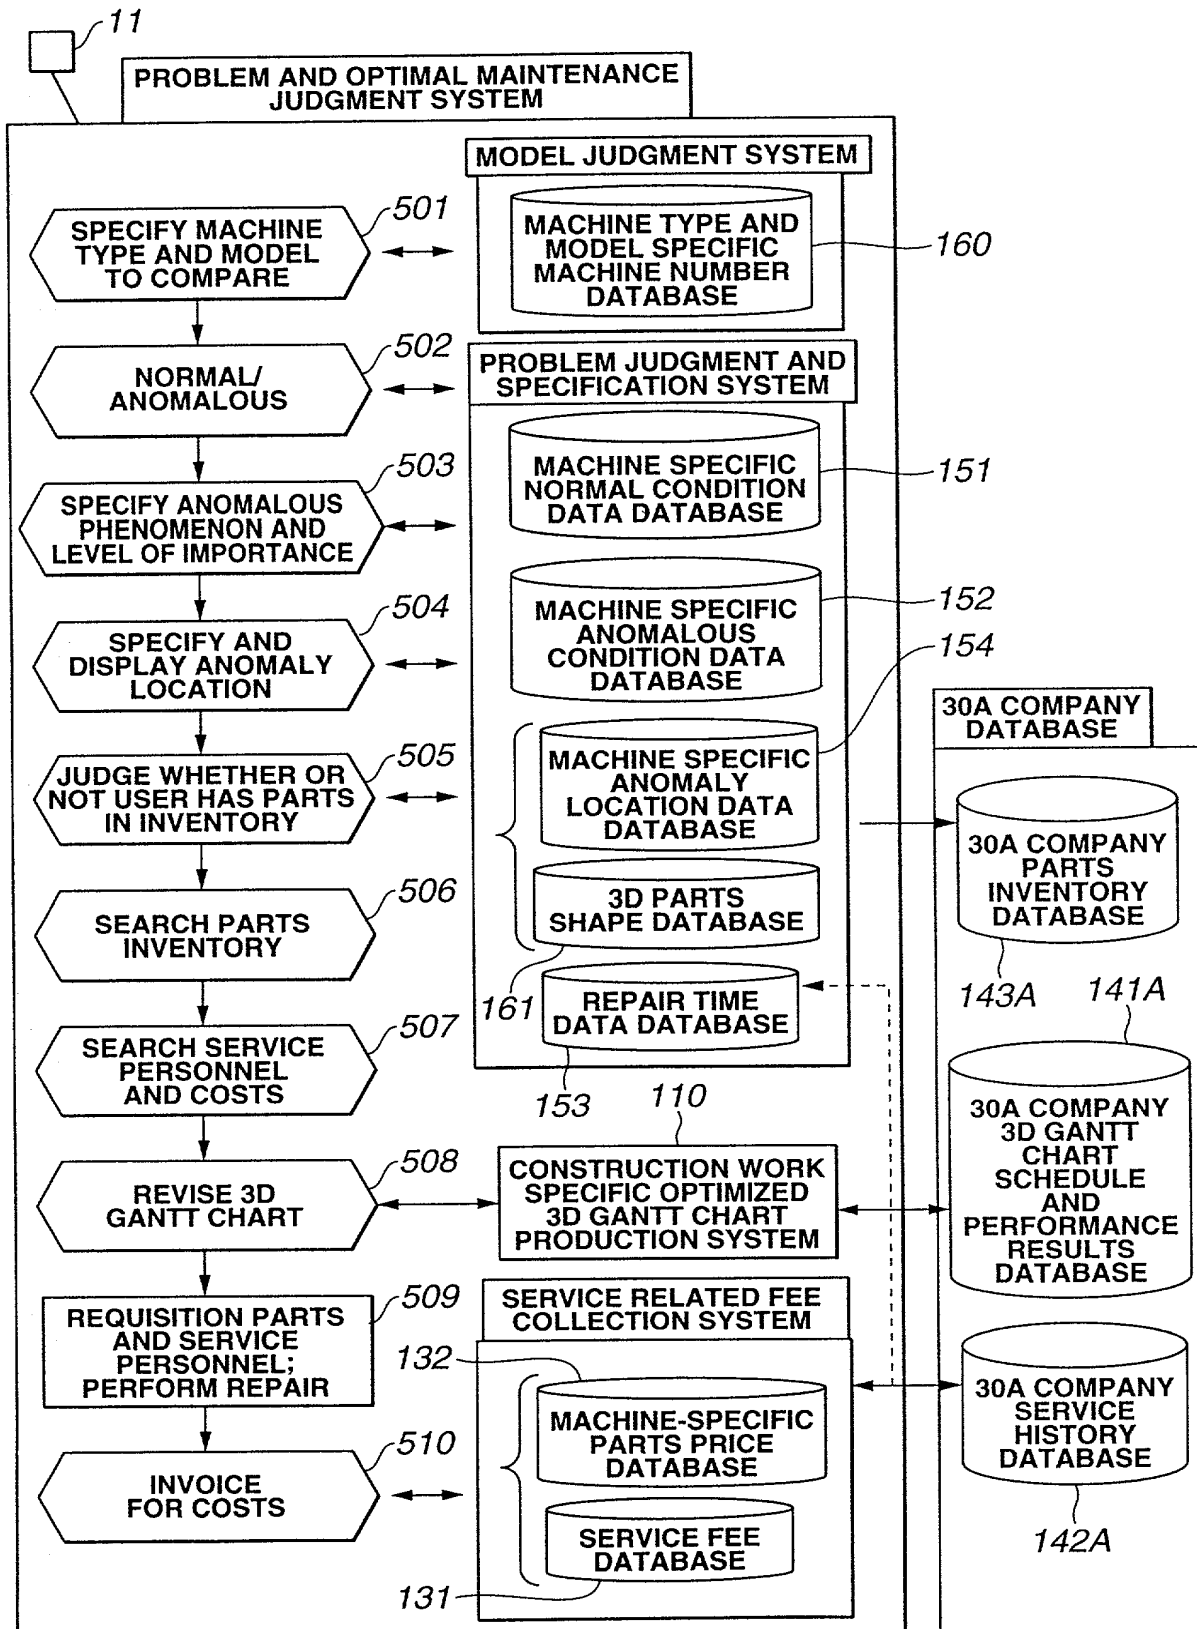 11
PROBLEM AND OPTIMAL MAINTENANCE
JUDGMENT SYSTEM
MODEL JUDGMENT SYSTEM
SPECIFY MACHINE
TYPE AND MODEL
TO COMPARE
501
MACHINE TYPE AND
MODEL SPECIFIC
MACHINE NUMBER
DATABASE
160
NORMAL/
ANOMALOUS
502
PROBLEM JUDGMENT AND
SPECIFICATION SYSTEM
SPECIFY ANOMALOUS
PHENOMENON AND
LEVEL OF IMPORTANCE
503
MACHINE SPECIFIC
NORMAL CONDITION
DATA DATABASE
151
SPECIFY AND
DISPLAY ANOMALY
LOCATION
504
MACHINE SPECIFIC
ANOMALOUS
CONDITION DATA
DATABASE
152
154
JUDGE WHETHER OR
NOT USER HAS PARTS
IN INVENTORY
505
MACHINE SPECIFIC
ANOMALY
LOCATION DATA
DATABASE
30A COMPANY
DATABASE
30A COMPANY
PARTS
INVENTORY
DATABASE
143A
SEARCH PARTS
INVENTORY
506
3D PARTS
SHAPE DATABASE
161
REPAIR TIME
DATA DATABASE
153
SEARCH SERVICE
PERSONNEL
AND COSTS
507
141A
30A COMPANY
3D GANTT
CHART
SCHEDULE
AND
PERFORMANCE
RESULTS
DATABASE
REVISE 3D
GANTT CHART
508
110
CONSTRUCTION WORK
SPECIFIC OPTIMIZED
3D GANTT CHART
PRODUCTION SYSTEM
REQUISITION PARTS
AND SERVICE
PERSONNEL;
PERFORM REPAIR
509
SERVICE RELATED FEE
COLLECTION SYSTEM
132
MACHINE-SPECIFIC
PARTS PRICE
DATABASE
30A COMPANY
SERVICE
HISTORY
DATABASE
142A
INVOICE
FOR COSTS
510
SERVICE FEE
DATABASE
131